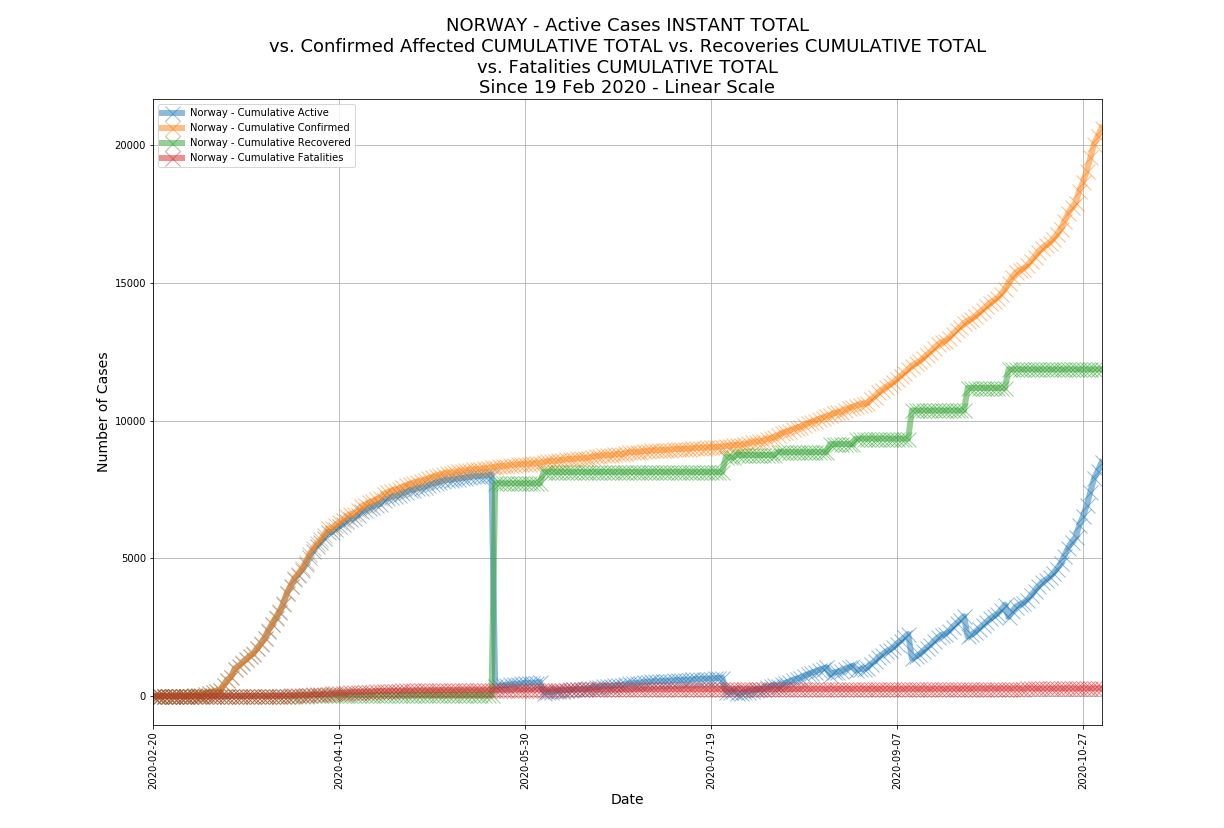 NORWAY - Active Cases INSTANT TOTAL
vs. Confirmed Affected CUMULATIVE TOTAL vs. Recoveries CUMULATIVE TOTAL
vs. Fatalities CUMULATIVE TOTAL
Since 19 Feb 2020 - Linear Scale
Norway - Cumulative Active
Norway - Cumulative Confirmed
Norway - Cumulative Recovered
Norway - Cumulative Fatalities
Number of Cases
20000
15000
10000
5000
0
2020-02-20
2020-04-10
2020-05-30
2020-07-19
2020-09-07
2020-10-27
Date